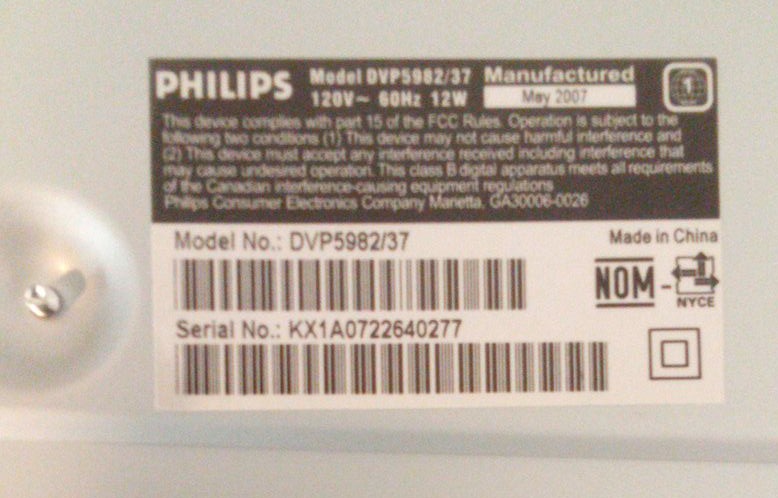 PHILIPS Model DVP5982/37 Manufactured
120V~ 60Hz 12W May 2007
This device complies with part 15 of the FCC Rules. Operation is subject to the
following two conditions (1) This device may not cause harmful interference and
(2) This device must accept any interference received including interference that
may cause undesired operation. This class B digital apparatus meets all requirements
of the Canadian interference-causing equipment regulations
Philips Consumer Electronics Company Marietta, GA30006-0026
Model No.: DVP5982/37 Made in China
NOM - NYCE
Serial No.: KX1A0722640277